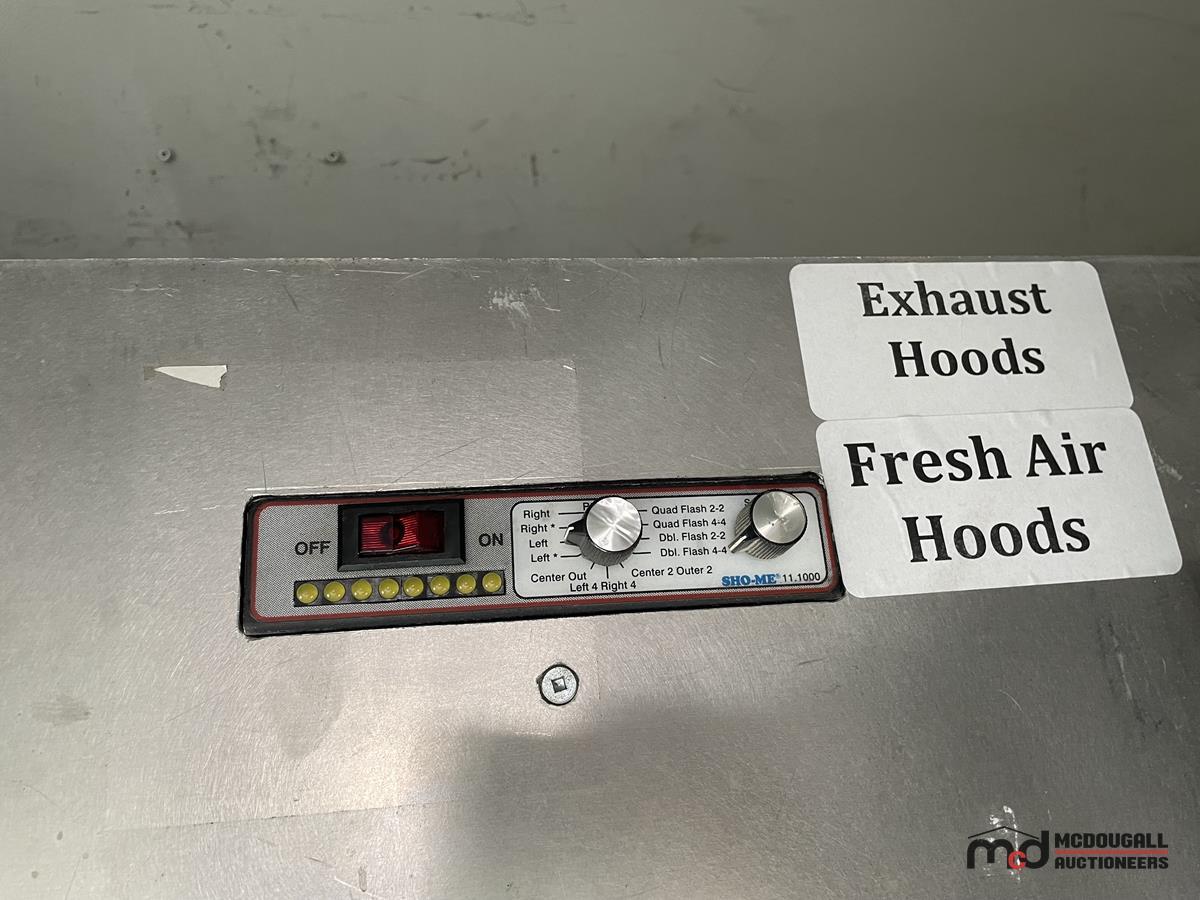 Exhaust
Hoods
Fresh Air
Hoods
OFF
ON
Right
Right *
Left
Left *
Center Out
Left 4 Right 4
Center 2 Outer 2
Quad Flash 2-2
Quad Flash 4-4
Dbl. Flash 2-2
Dbl. Flash 4-4
SHO-ME® 11.1000
mcd MCDOUGALL
AUCTIONEERS